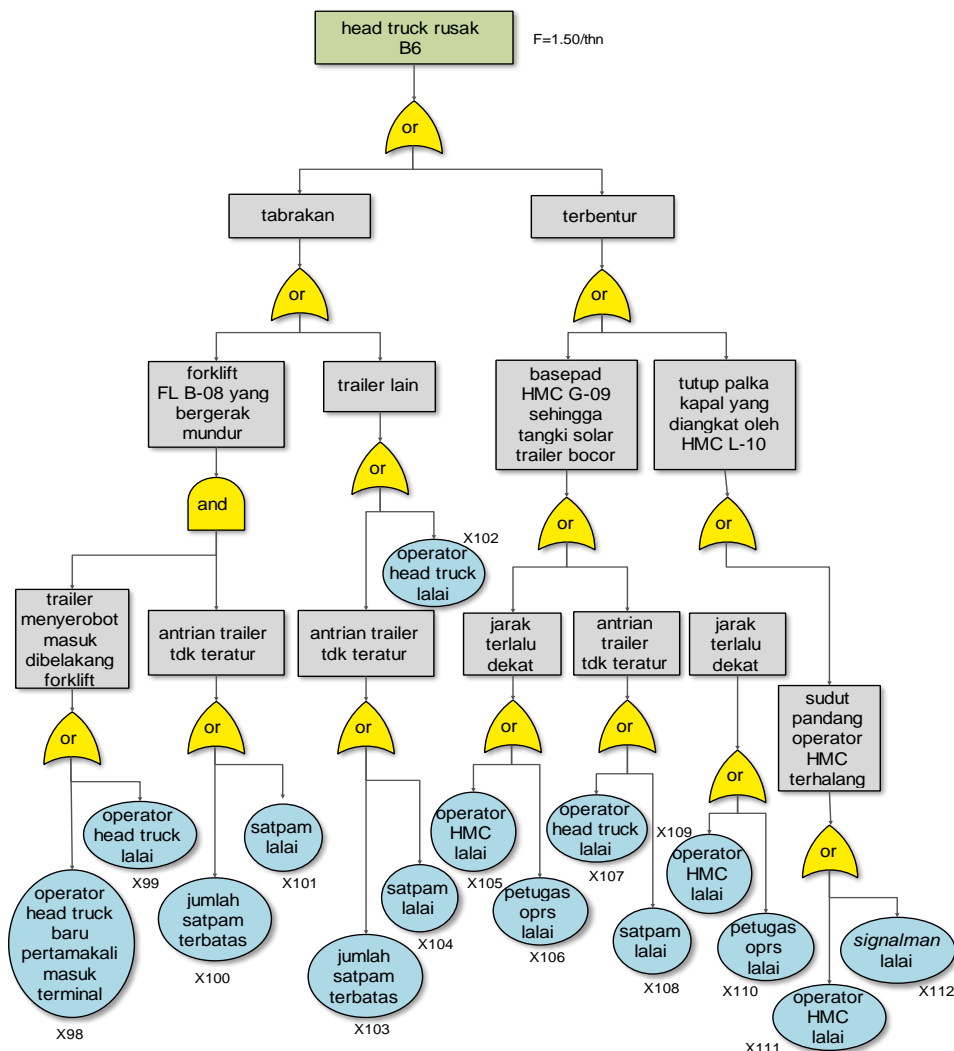 head truck rusak
B6
F=1.50/thn
or
tabrakan
terbentur
or
or
forklift
FL B-08 yang
bergerak
mundur
trailer lain
basepad
HMC G-09
sehingga
tangki solar
trailer bocor
tutup palka
kapal yang
diangkat oleh
HMC L-10
and
or
or
or
X102
operator
head truck
lalai
trailer
menyerobot
masuk
dibelakang
forklift
antrian trailer
tdk teratur
antrian trailer
tdk teratur
jarak
terlalu
dekat
antrian
trailer
tdk teratur
jarak
terlalu
dekat
sudut
pandang
operator
HMC
terhalang
or
or
or
or
or
or
or
operator
head truck
lalai
X99
satpam
lalai
X101
operator
HMC
lalai
X105
operator
head truck
lalai
X107
X109
operator
HMC
lalai
operator
head truck
baru
pertamakali
masuk
terminal
X98
jumlah
satpam
terbatas
X100
satpam
lalai
X104
petugas
oprs
lalai
X106
satpam
lalai
X108
petugas
oprs
lalai
X110
signalman
lalai
X112
jumlah
satpam
terbatas
X103
operator
HMC
lalai
X111